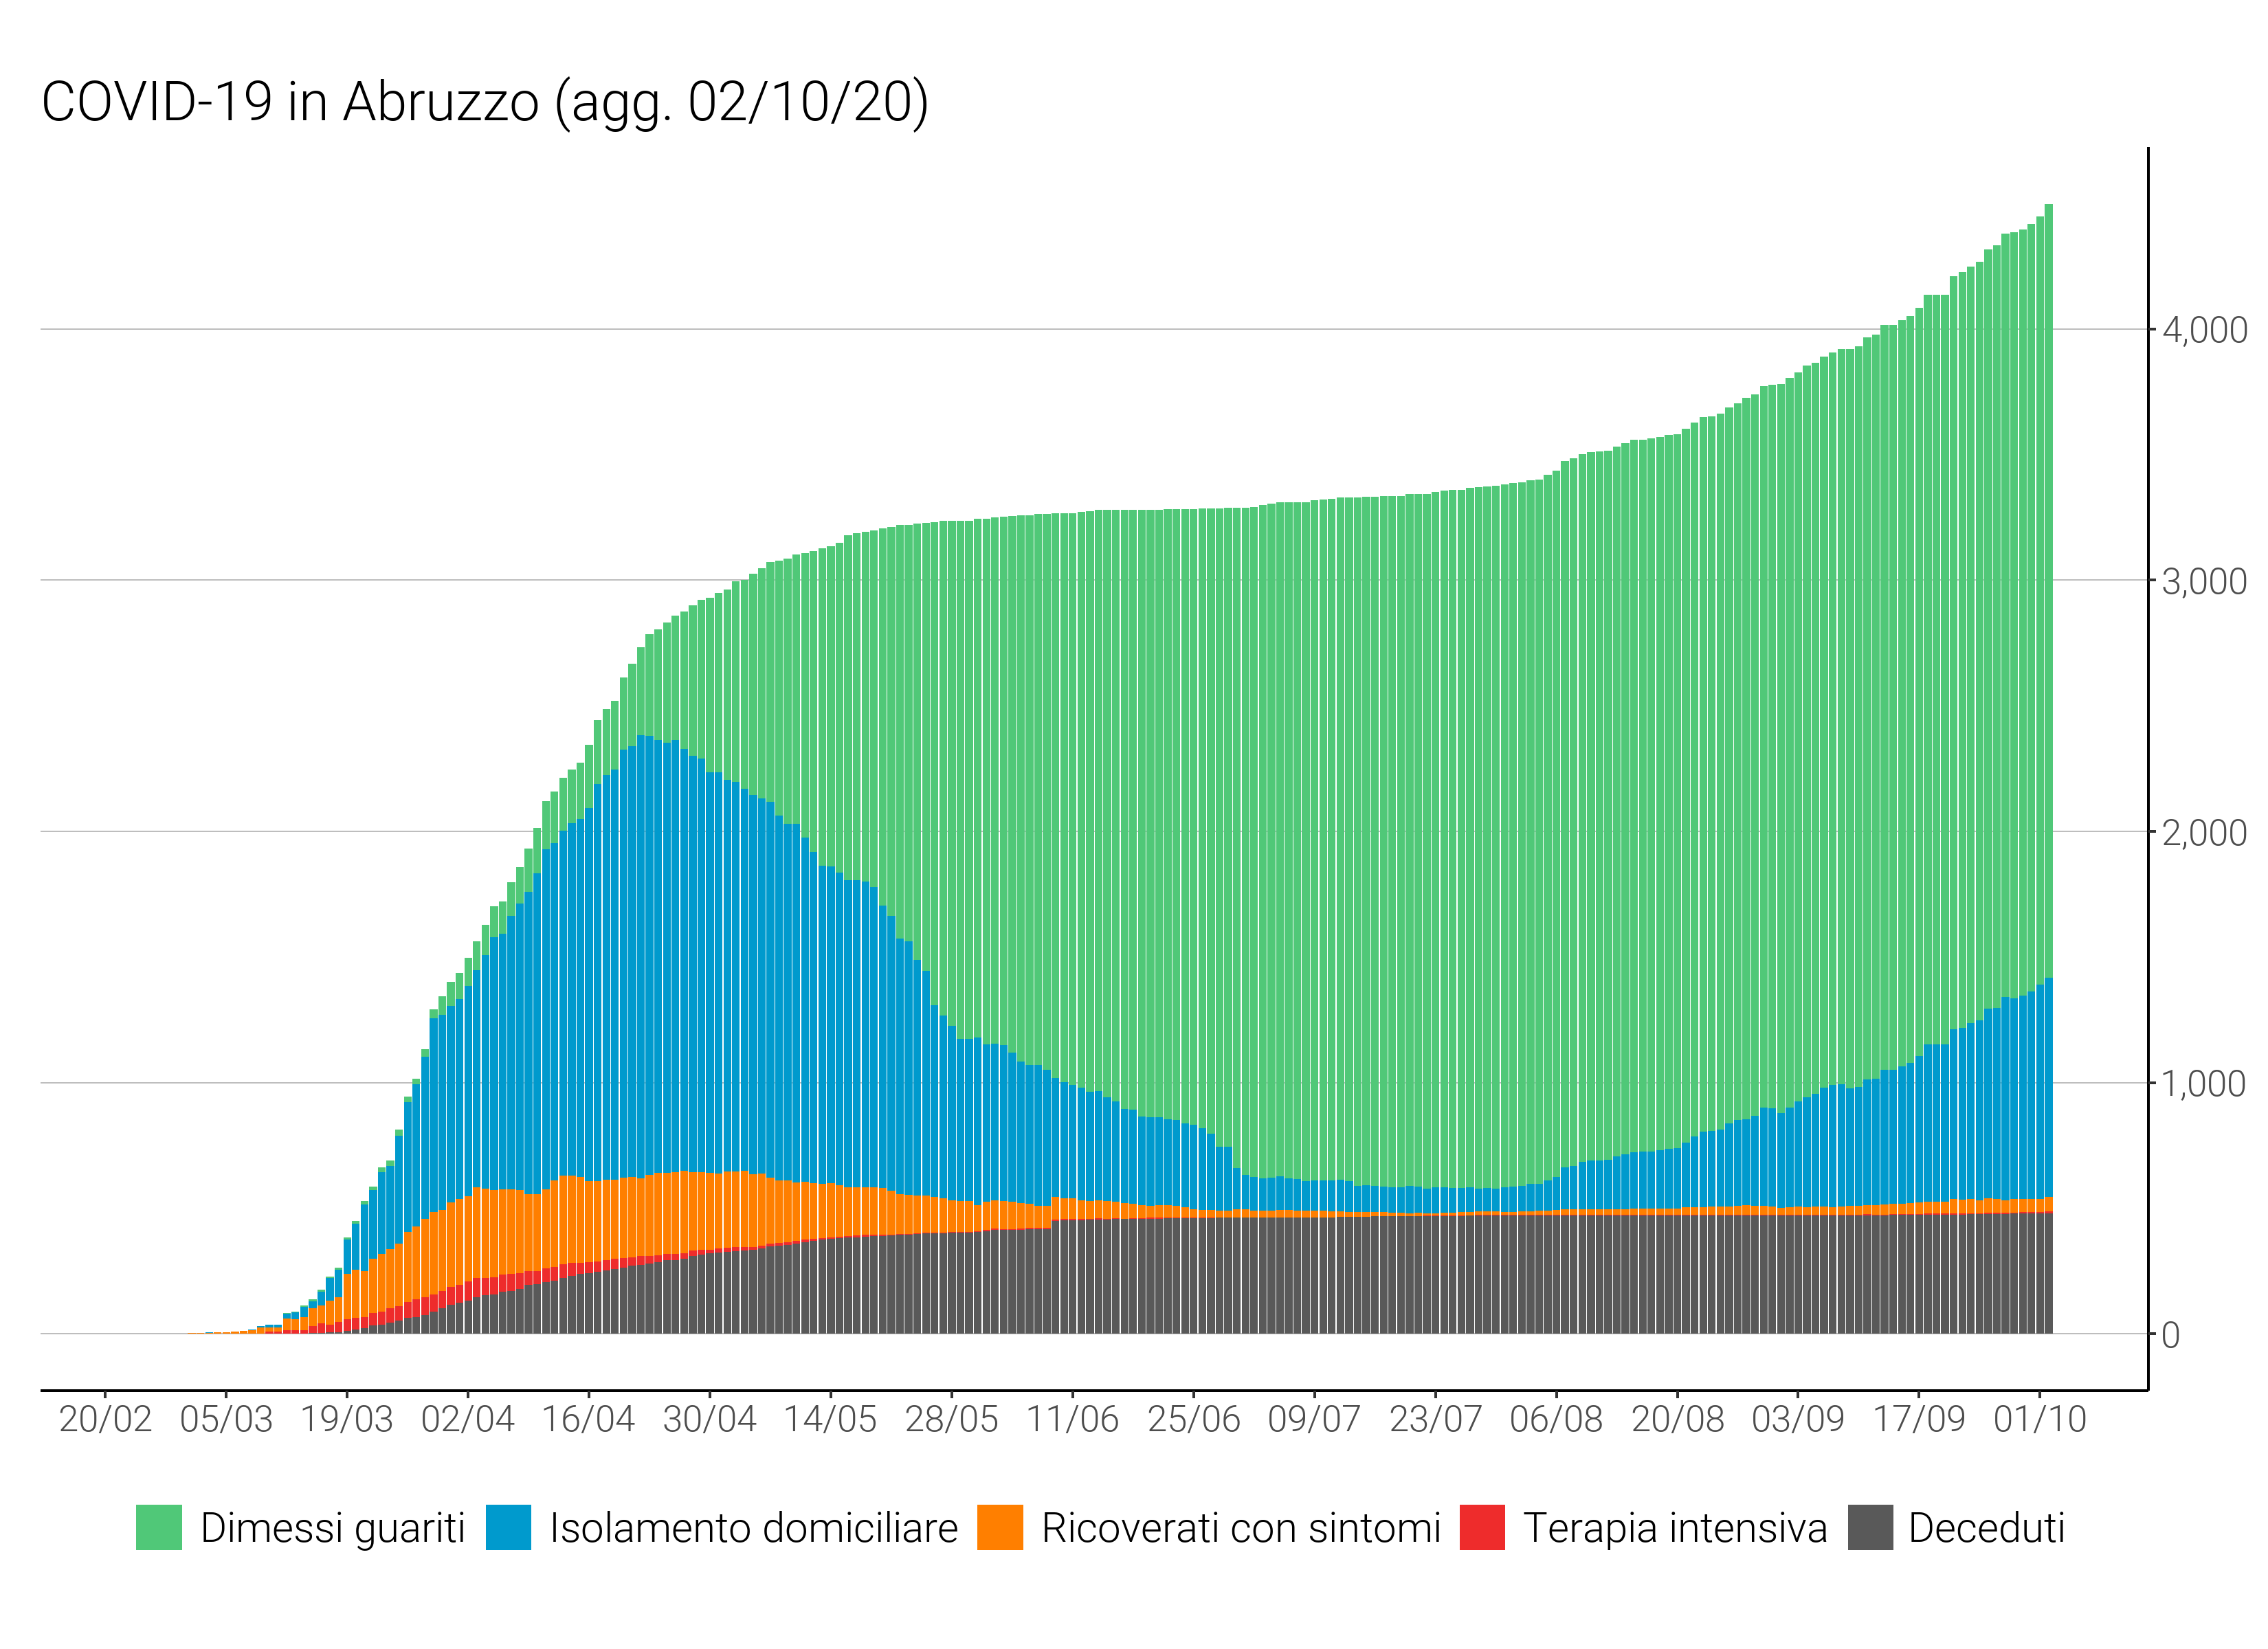 COVID-19 in Abruzzo (agg. 02/10/20)
4,000
3,000
2,000
1,000
0
20/02 05/03 19/03 02/04 16/04 30/04 14/05 28/05 11/06 25/06 09/07 23/07 06/08 20/08 03/09 17/09 01/10
Dimessi guariti Isolamento domiciliare Ricoverati con sintomi Terapia intensiva Deceduti